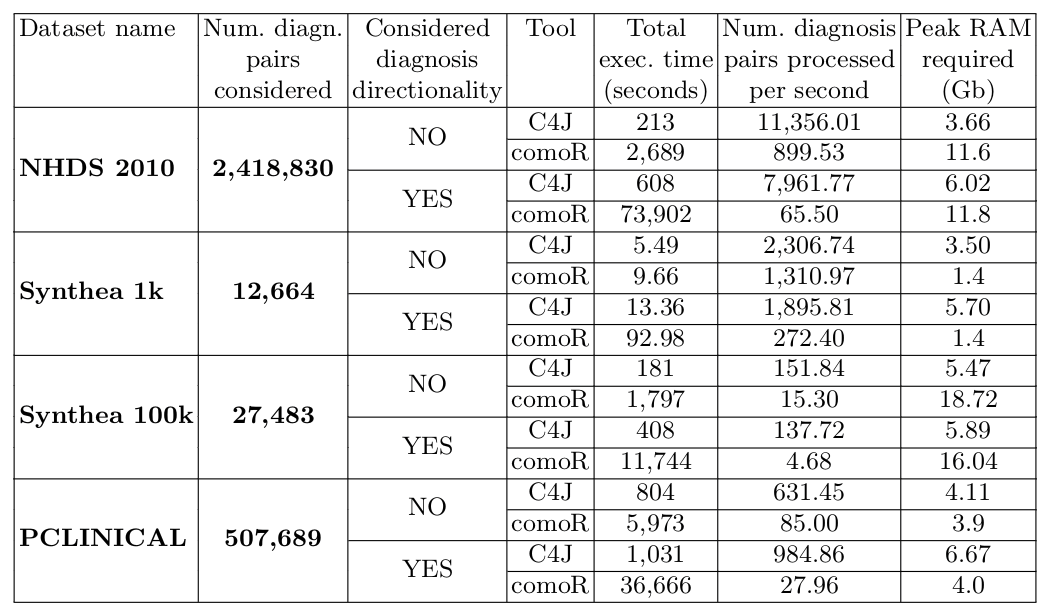 Dataset name Num. diagn. Considered Tool Total Num. diagnosis Peak RAM
pairs diagnosis exec. time pairs processed required
considered directionality (seconds) per second (Gb)
NHDS 2010 2,418,830 NO C4J 213 11,356.01 3.66
comoR 2,689 899.53 11.6
YES C4J 608 7,961.77 6.02
comoR 73,902 65.50 11.8
Synthea 1k 12,664 NO C4J 5.49 2,306.74 3.50
comoR 9.66 1,310.97 1.4
YES C4J 13.36 1,895.81 5.70
comoR 92.98 272.40 1.4
Synthea 100k 27,483 NO C4J 181 151.84 5.47
comoR 1,797 15.30 18.72
YES C4J 408 137.72 5.89
comoR 11,744 4.68 16.04
PCLINICAL 507,689 NO C4J 804 631.45 4.11
comoR 5,973 85.00 3.9
YES C4J 1,031 984.86 6.67
comoR 36,666 27.96 4.0